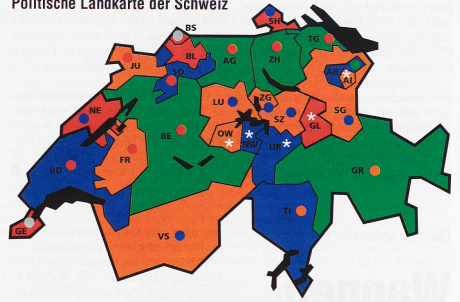 Politische Landkarte der Schweiz
BS
SH
JU
BL
SO
AG
ZH
TG
AR
AI
NE
LU
ZG
SZ
SG
GL
BE
OW
NW
UR
VD
FR
GR
GE
VS
TI